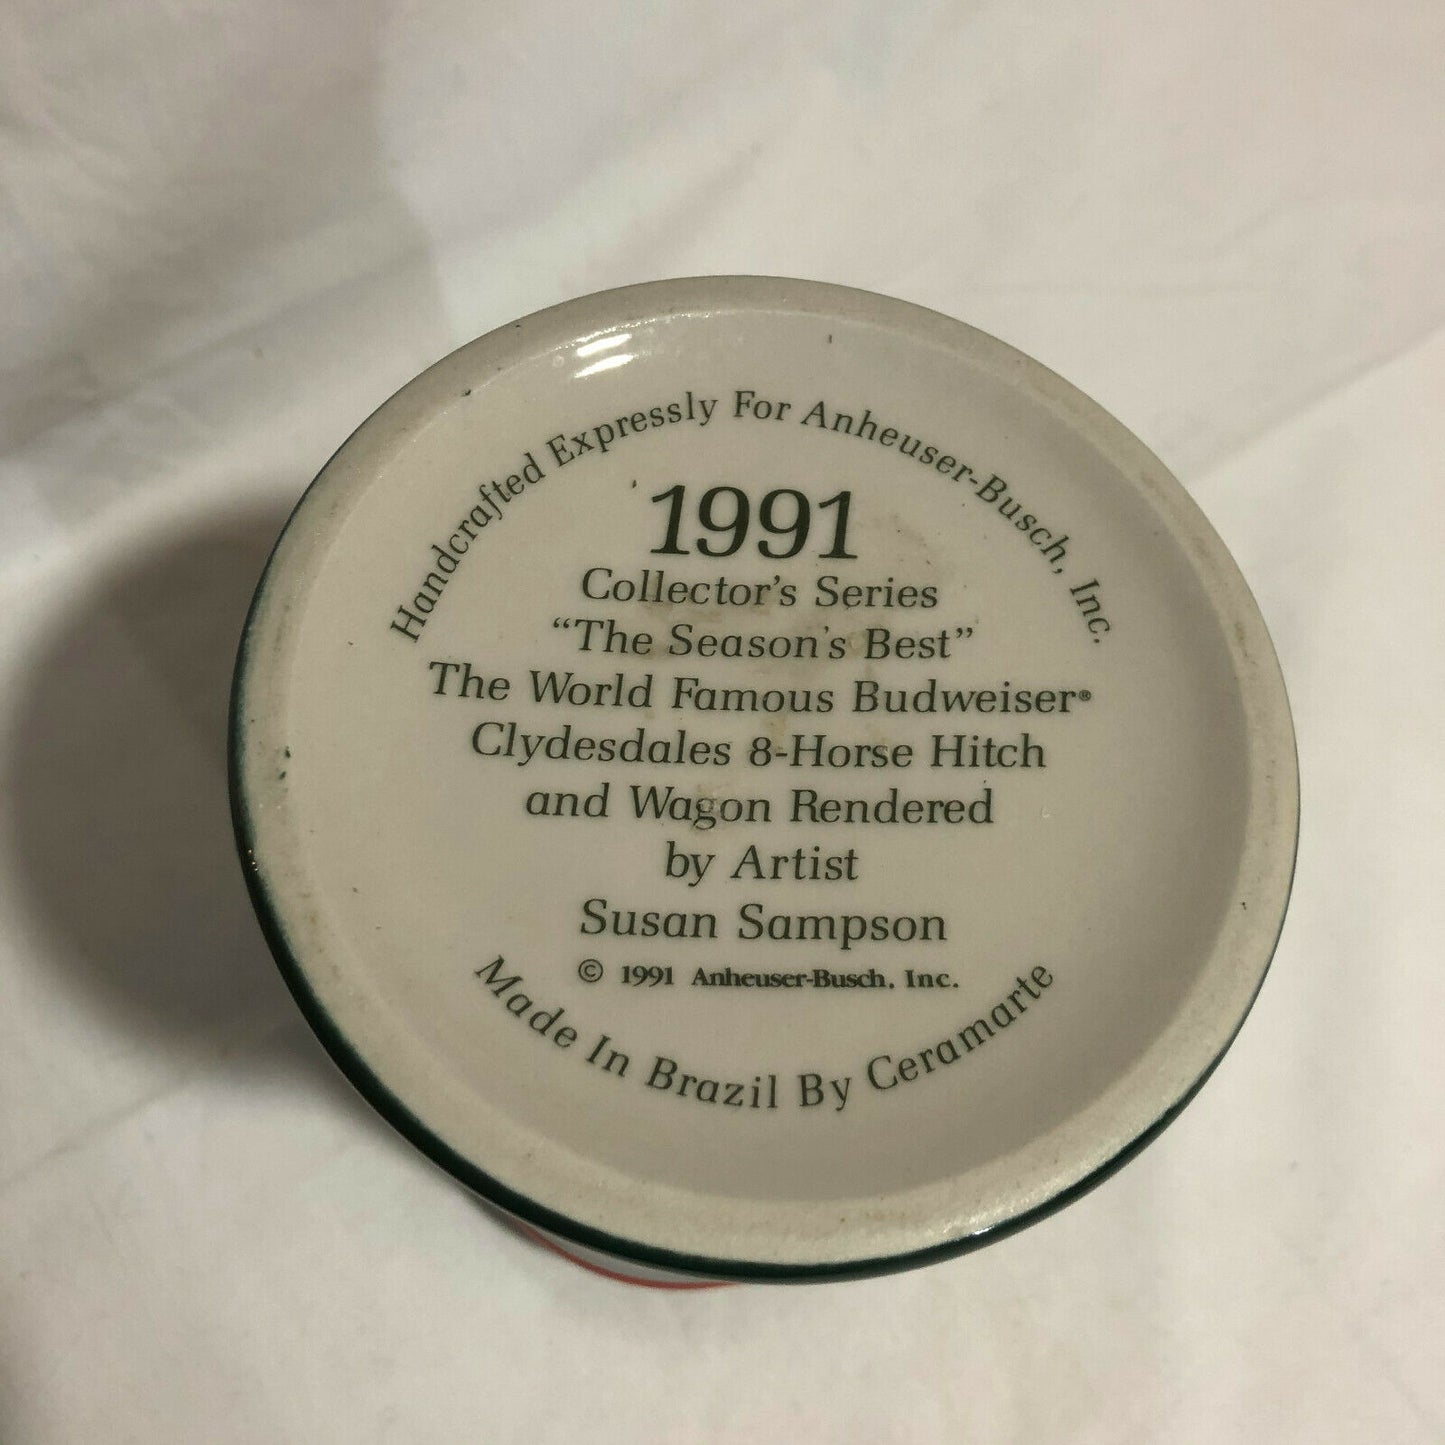 Handcrafted Expressly For Anheuser-Busch, Inc.
1991
Collector's Series
“The Season's Best”
The World Famous Budweiser®
Clydesdales 8-Horse Hitch
and Wagon Rendered
by Artist
Susan Sampson
© 1991 Anheuser-Busch, Inc.
Made In Brazil By Ceramarte